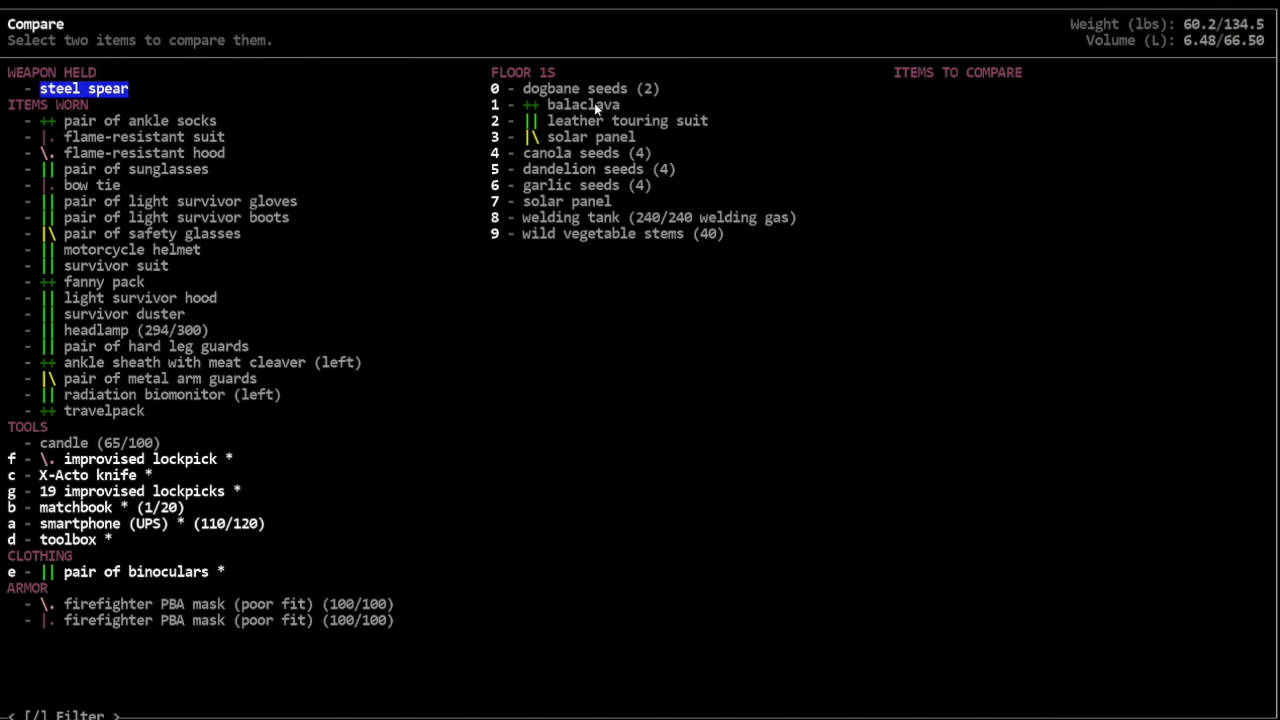 Compare
Weight (lbs): 60.2/134.5
Select two items to compare them.
Volume (L): 6.48/66.50
WEAPON HELD
- steel spear
ITEMS WORN
- ++ pair of ankle socks
- |. flame-resistant suit
- \. flame-resistant hood
- || pair of sunglasses
- |. bow tie
- || pair of light survivor gloves
- || pair of light survivor boots
- |\ pair of safety glasses
- || motorcycle helmet
- || survivor suit
- ++ fanny pack
- || light survivor hood
- || survivor duster
- || headlamp (294/300)
- || pair of hard leg guards
- ++ ankle sheath with meat cleaver (left)
- |\ pair of metal arm guards
- || radiation biomonitor (left)
- ++ travelpack
TOOLS
- candle (65/100)
f - \. improvised lockpick *
c - X-Acto knife *
g - 19 improvised lockpicks *
b - matchbook * (1/20)
a - smartphone (UPS) * (110/120)
d - toolbox *
CLOTHING
e - || pair of binoculars *
ARMOR
- \. firefighter PBA mask (poor fit) (100/100)
- |. firefighter PBA mask (poor fit) (100/100)
FLOOR 1S
0 - dogbane seeds (2)
1 - ++ balaclava
2 - || leather touring suit
3 - |\ solar panel
4 - canola seeds (4)
5 - dandelion seeds (4)
6 - garlic seeds (4)
7 - solar panel
8 - welding tank (240/240 welding gas)
9 - wild vegetable stems (40)
ITEMS TO COMPARE
< [/] Filter >